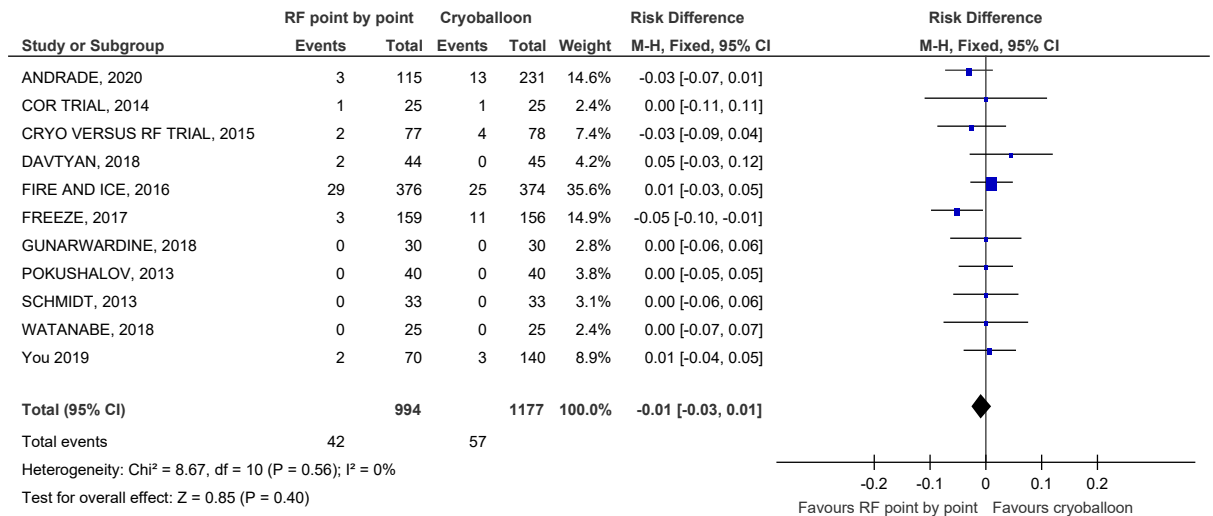 RF point by point Cryoballoon Risk Difference Risk Difference
Study or Subgroup Events Total Events Total Weight M-H, Fixed, 95% CI M-H, Fixed, 95% CI
ANDRADE, 2020 3 115 13 231 14.6% -0.03 [-0.07, 0.01]
COR TRIAL, 2014 1 25 1 25 2.4% 0.00 [-0.11, 0.11]
CRYO VERSUS RF TRIAL, 2015 2 77 4 78 7.4% -0.03 [-0.09, 0.04]
DAVTYAN, 2018 2 44 0 45 4.2% 0.05 [-0.03, 0.12]
FIRE AND ICE, 2016 29 376 25 374 35.6% 0.01 [-0.03, 0.05]
FREEZE, 2017 3 159 11 156 14.9% -0.05 [-0.10, -0.01]
GUNARWARDINE, 2018 0 30 0 30 2.8% 0.00 [-0.06, 0.06]
POKUSHALOV, 2013 0 40 0 40 3.8% 0.00 [-0.05, 0.05]
SCHMIDT, 2013 0 33 0 33 3.1% 0.00 [-0.06, 0.06]
WATANABE, 2018 0 25 0 25 2.4% 0.00 [-0.07, 0.07]
You 2019 2 70 3 140 8.9% 0.01 [-0.04, 0.05]
Total (95% CI) 994 1177 100.0% -0.01 [-0.03, 0.01]
Total events 42 57
Heterogeneity: Chi² = 8.67, df = 10 (P = 0.56); I² = 0%
Test for overall effect: Z = 0.85 (P = 0.40)
-0.2 -0.1 0 0.1 0.2
Favours RF point by point Favours cryoballoon